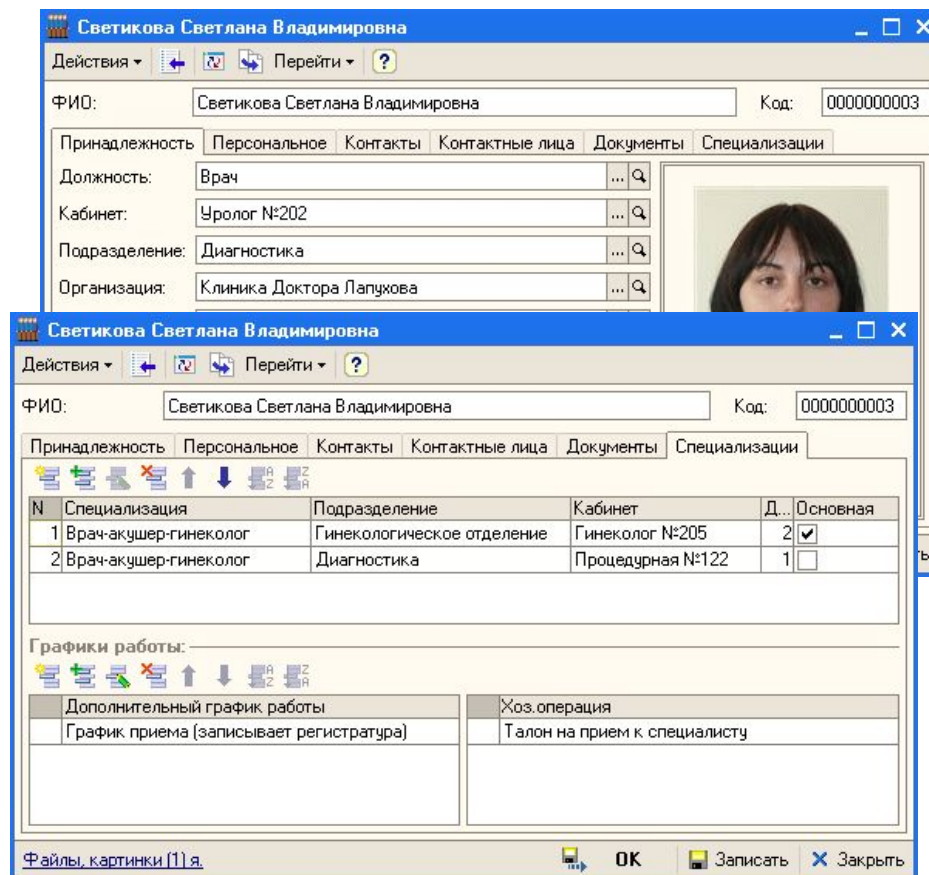 Светикова Светлана Владимировна
Действия Перейти ?
ФИО: Светикова Светлана Владимировна Код: 0000000003
Принадлежность Персональное Контакты Контактные лица Документы Специализации
Должность: Врач ...
Кабинет: Уролог №202 ...
Подразделение: Диагностика ...
Организация: Клиника Доктора Лапухова ...
Светикова Светлана Владимировна
Действия Перейти ?
ФИО: Светикова Светлана Владимировна Код: 0000000003
Принадлежность Персональное Контакты Контактные лица Документы Специализации
N Специализация Подразделение Кабинет Д... Основная
1 Врач-акушер-гинеколог Гинекологическое отделение Гинеколог №205 2
2 Врач-акушер-гинеколог Диагностика Процедурная №122 1
Графики работы:
Дополнительный график работы Хоз.операция
График приема (записывает регистратура) Талон на прием к специалисту
Файлы, картинки (1) я. OK Записать Закрыть